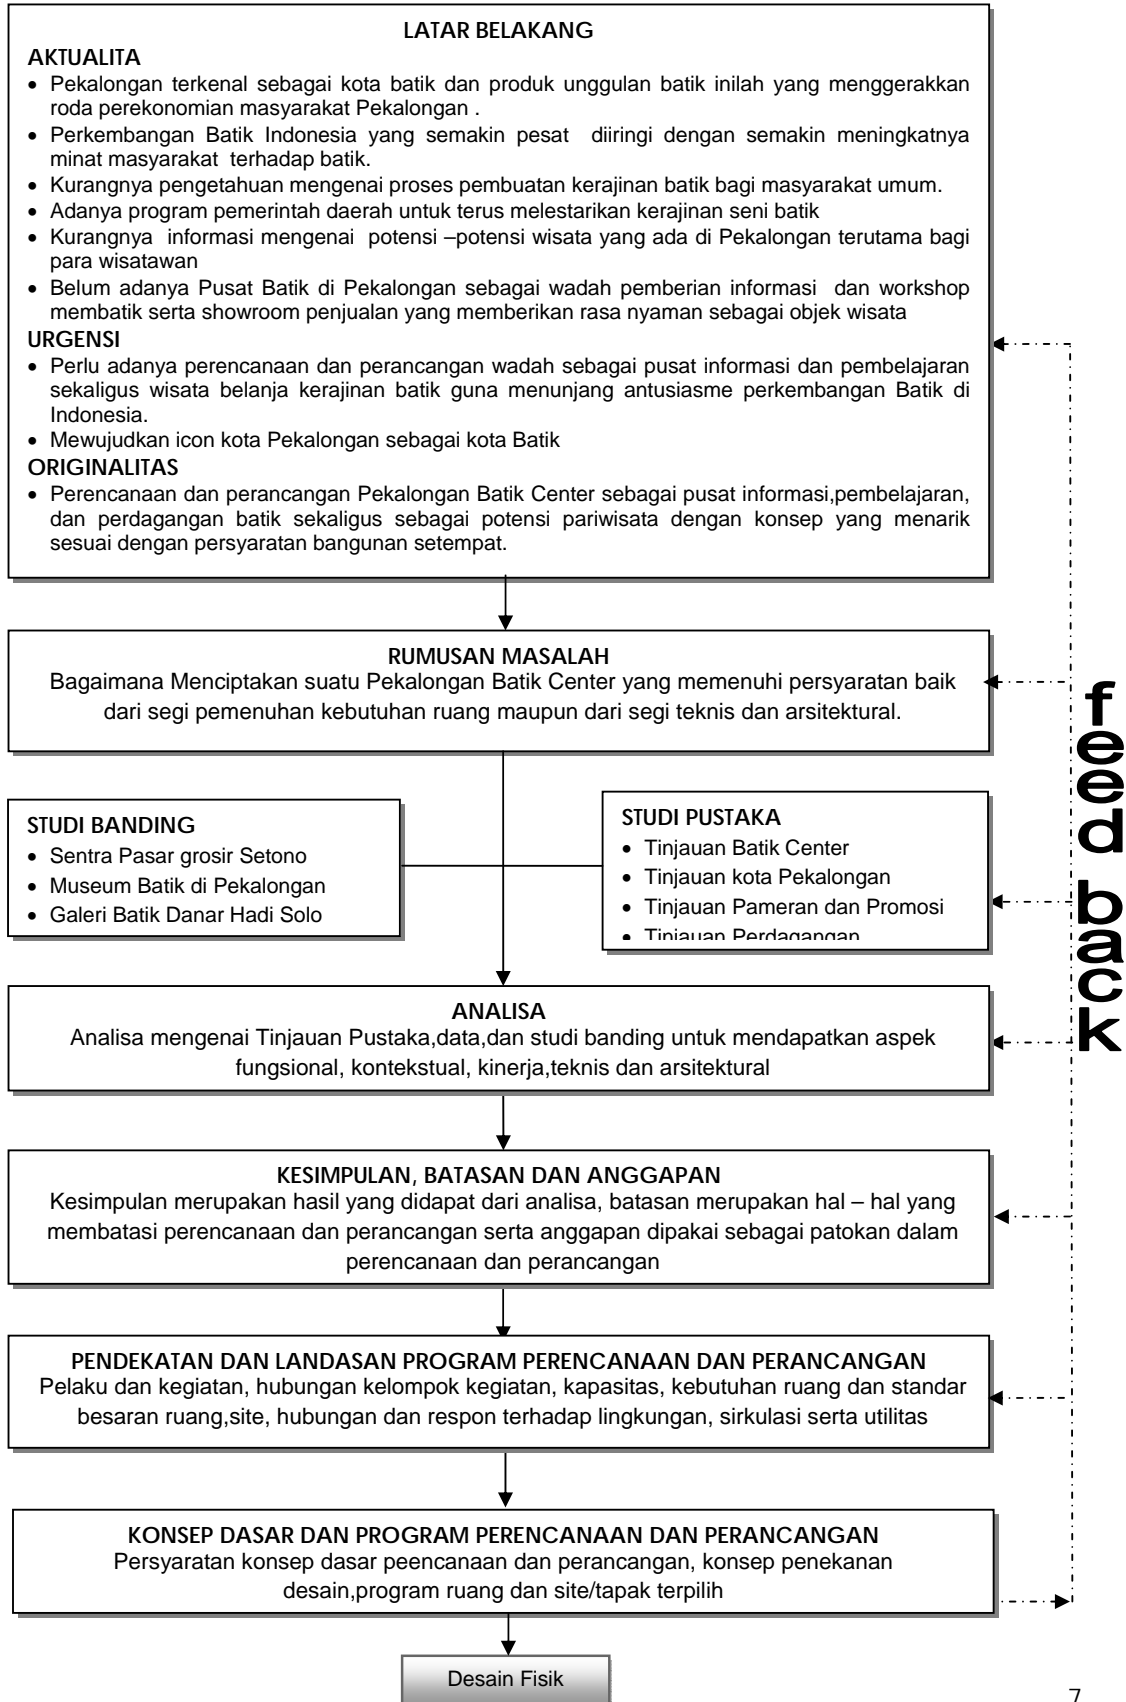 LATAR BELAKANG
AKTUALITA
• Pekalongan terkenal sebagai kota batik dan produk unggulan batik inilah yang menggerakkan
roda perekonomian masyarakat Pekalongan .
• Perkembangan Batik Indonesia yang semakin pesat diiringi dengan semakin meningkatnya
minat masyarakat terhadap batik.
• Kurangnya pengetahuan mengenai proses pembuatan kerajinan batik bagi masyarakat umum.
• Adanya program pemerintah daerah untuk terus melestarikan kerajinan seni batik
• Kurangnya informasi mengenai potensi –potensi wisata yang ada di Pekalongan terutama bagi
para wisatawan
• Belum adanya Pusat Batik di Pekalongan sebagai wadah pemberian informasi dan workshop
membatik serta showroom penjualan yang memberikan rasa nyaman sebagai objek wisata
URGENSI
• Perlu adanya perencanaan dan perancangan wadah sebagai pusat informasi dan pembelajaran
sekaligus wisata belanja kerajinan batik guna menunjang antusiasme perkembangan Batik di
Indonesia.
• Mewujudkan icon kota Pekalongan sebagai kota Batik
ORIGINALITAS
• Perencanaan dan perancangan Pekalongan Batik Center sebagai pusat informasi,pembelajaran,
dan perdagangan batik sekaligus sebagai potensi pariwisata dengan konsep yang menarik
sesuai dengan persyaratan bangunan setempat.
RUMUSAN MASALAH
Bagaimana Menciptakan suatu Pekalongan Batik Center yang memenuhi persyaratan baik
dari segi pemenuhan kebutuhan ruang maupun dari segi teknis dan arsitektural.
STUDI BANDING
• Sentra Pasar grosir Setono
• Museum Batik di Pekalongan
• Galeri Batik Danar Hadi Solo
STUDI PUSTAKA
• Tinjauan Batik Center
• Tinjauan kota Pekalongan
• Tinjauan Pameran dan Promosi
• Tinjauan Perdagangan
ANALISA
Analisa mengenai Tinjauan Pustaka,data,dan studi banding untuk mendapatkan aspek
fungsional, kontekstual, kinerja,teknis dan arsitektural
KESIMPULAN, BATASAN DAN ANGGAPAN
Kesimpulan merupakan hasil yang didapat dari analisa, batasan merupakan hal – hal yang
membatasi perencanaan dan perancangan serta anggapan dipakai sebagai patokan dalam
perencanaan dan perancangan
PENDEKATAN DAN LANDASAN PROGRAM PERENCANAAN DAN PERANCANGAN
Pelaku dan kegiatan, hubungan kelompok kegiatan, kapasitas, kebutuhan ruang dan standar
besaran ruang,site, hubungan dan respon terhadap lingkungan, sirkulasi serta utilitas
KONSEP DASAR DAN PROGRAM PERENCANAAN DAN PERANCANGAN
Persyaratan konsep dasar peencanaan dan perancangan, konsep penekanan
desain,program ruang dan site/tapak terpilih
Desain Fisik
feed back
7